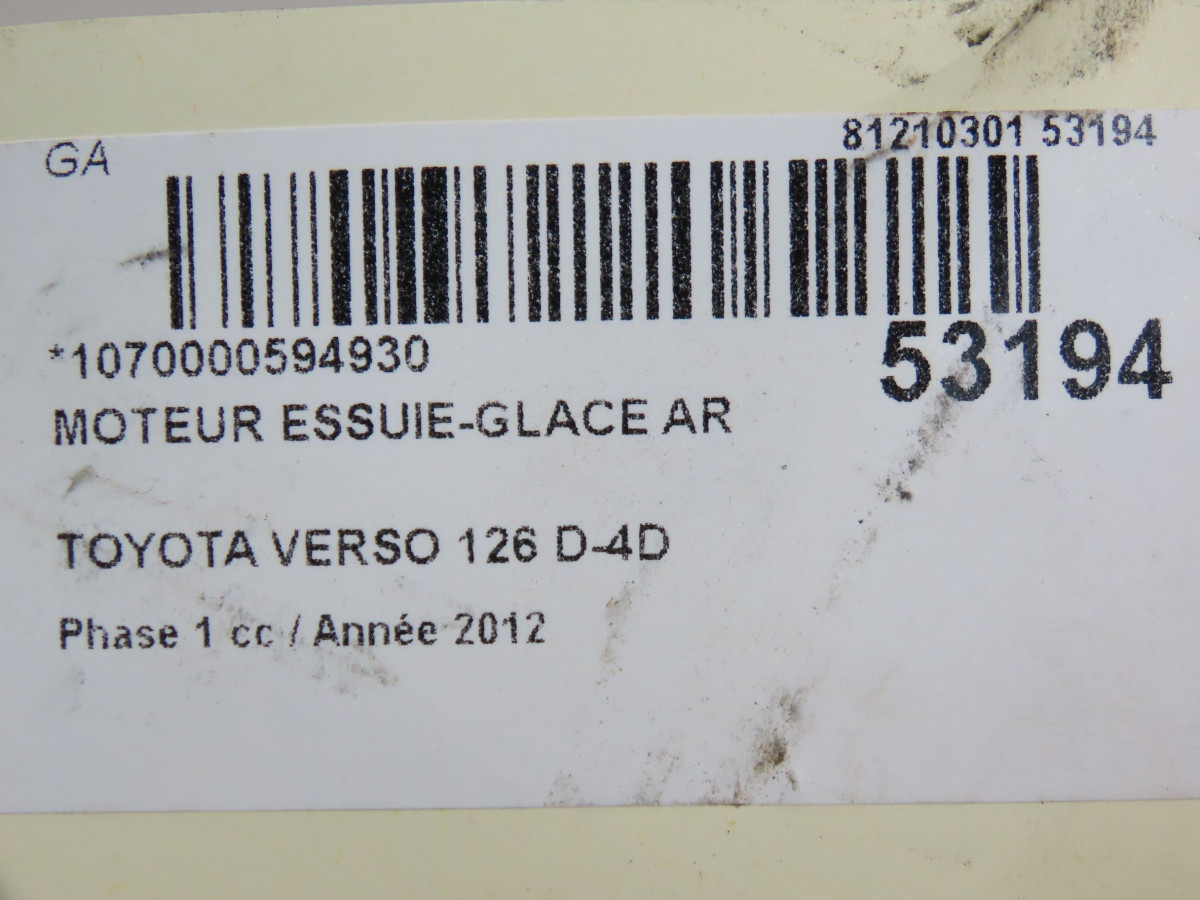 GA
81210301 53194
*1070000594930
53194
MOTEUR ESSUIE-GLACE AR
TOYOTA VERSO 126 D-4D
Phase 1 cc / Année 2012